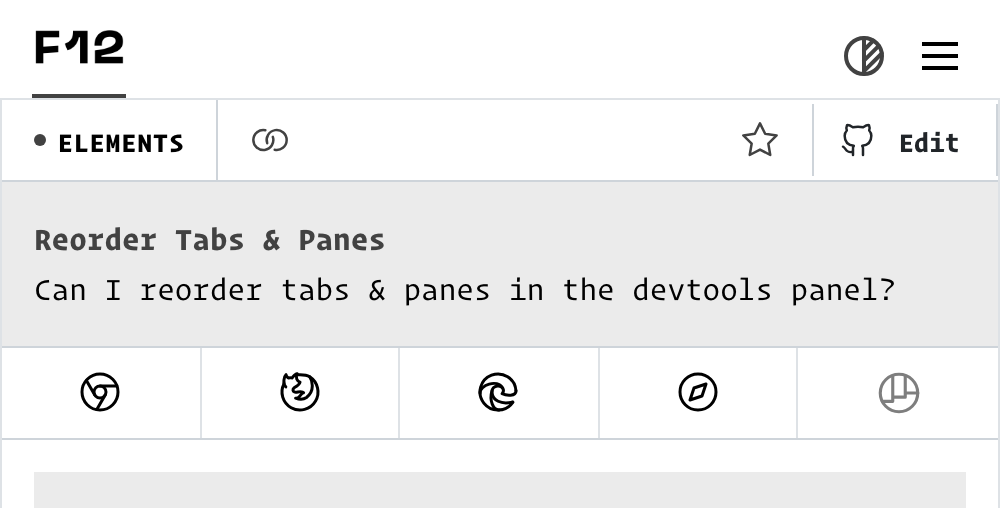 F12
ELEMENTS
Edit
Reorder Tabs & Panes
Can I reorder tabs & panes in the devtools panel?